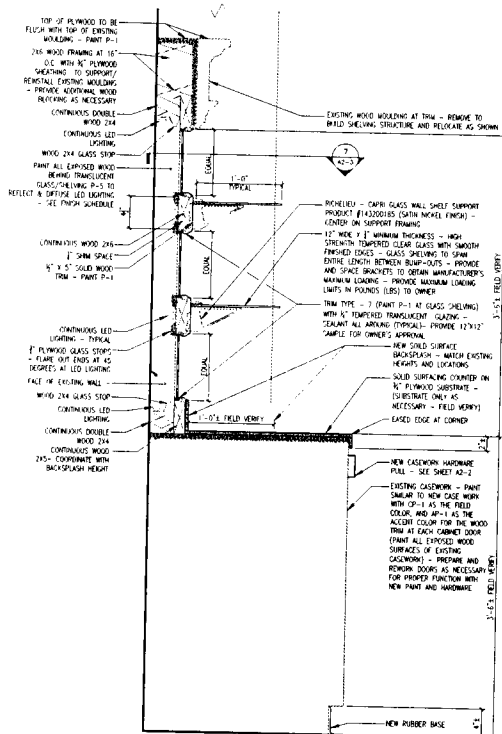 TOP OF PLYWOOD TO BE
FLUSH WITH TOP OF EXISTING
MOULDING - PAINT P-1
2X6 WOOD FRAMING AT 16"
O.C WITH ¾" PLYWOOD
SHEATHING TO SUPPORT/
REINSTALL EXISTING MOULDING
- PROVIDE ADDITIONAL WOOD
BLOCKING AS NECESSARY
CONTINUOUS DOUBLE
WOOD 2X4
CONTINUOUS LED
LIGHTING
WOOD 2X4 GLASS STOP
PAINT ALL EXPOSED WOOD
BEHIND TRANSLUCENT
GLASS/SHELVING P-5 TO
REFLECT & DIFFUSE LED LIGHTING
- SEE FINISH SCHEDULE
CONTINUOUS WOOD 2X6
SHIM SPACE
¾" X 5" SOLID WOOD
TRIM - PAINT P-1
CONTINUOUS LED
LIGHTING - TYPICAL
PLYWOOD GLASS STOPS
- FLARE OUT ENDS AT 45
DEGREES AT LED LIGHTING
FACE OF EXISTING WALL
WOOD 2X4 GLASS STOP
CONTINUOUS LED
LIGHTING
CONTINUOUS DOUBLE
WOOD 2X4
CONTINUOUS WOOD
2X5- COORDINATE WITH
BACKSPLASH HEIGHT
EQUAL
1'-0"
TYPICAL
EQUAL
EQUAL
1'-0"± FIELD VERIFY
EXISTING WOOD MOULDING AT TRIM - REMOVE TO
BUILD SHELVING STRUCTURE AND RELOCATE AS SHOWN
7
A2-3
RICHELIEU - CAPRI GLASS WALL SHELF SUPPORT
PRODUCT #143200185 (SATIN NICKEL FINISH) -
CENTER ON SUPPORT FRAMING
12" WIDE X MINIMUM THICKNESS - HIGH
STRENGTH TEMPERED CLEAR GLASS WITH SMOOTH
FINISHED EDGES - GLASS SHELVING TO SPAN
ENTIRE LENGTH BETWEEN BUMP-OUTS - PROVIDE
AND SPACE BRACKETS TO OBTAIN MANUFACTURER'S
MAXIMUM LOADING - PROVIDE MAXIMUM LOADING
LIMITS IN POUNDS (LBS) TO OWNER
TRIM TYPE - 7 (PAINT P-1 AT GLASS SHELVING)
WITH TEMPERED TRANSLUCENT GLAZING -
SEALANT ALL AROUND (TYPICAL)- PROVIDE 12"X12"
SAMPLE FOR OWNER'S APPROVAL
NEW SOILD SURFACE
BACKSPLASH - MATCH EXISTING
HEIGHTS AND LOCATIONS
SOLID SURFACING COUNTER ON
¾" PLYWOOD SUBSTRATE -
(SUBSTRATE ONLY AS
NECESSARY - FIELD VERIFY)
EASED EDGE AT CORNER
NEW CASEWORK HARDWARE
PULL - SEE SHEET A2-2
EXISTING CASEWORK - PAINT
SIMILAR TO NEW CASE WORK
WITH CP-1 AS THE FIELD
COLOR, AND AP-1 AS THE
ACCENT COLOR FOR THE WOOD
TRIM AT EACH CABINET DOOR
(PAINT ALL EXPOSED WOOD
SURFACES OF EXISTING
CASEWORK) - PREPARE AND
REWORK DOORS AS NECESSARY
FOR PROPER FUNCTION WITH
NEW PAINT AND HARDWARE
NEW RUBBER BASE
FIELD VERIFY
2"±
3'-6"± FIELD VERIFY
4"±